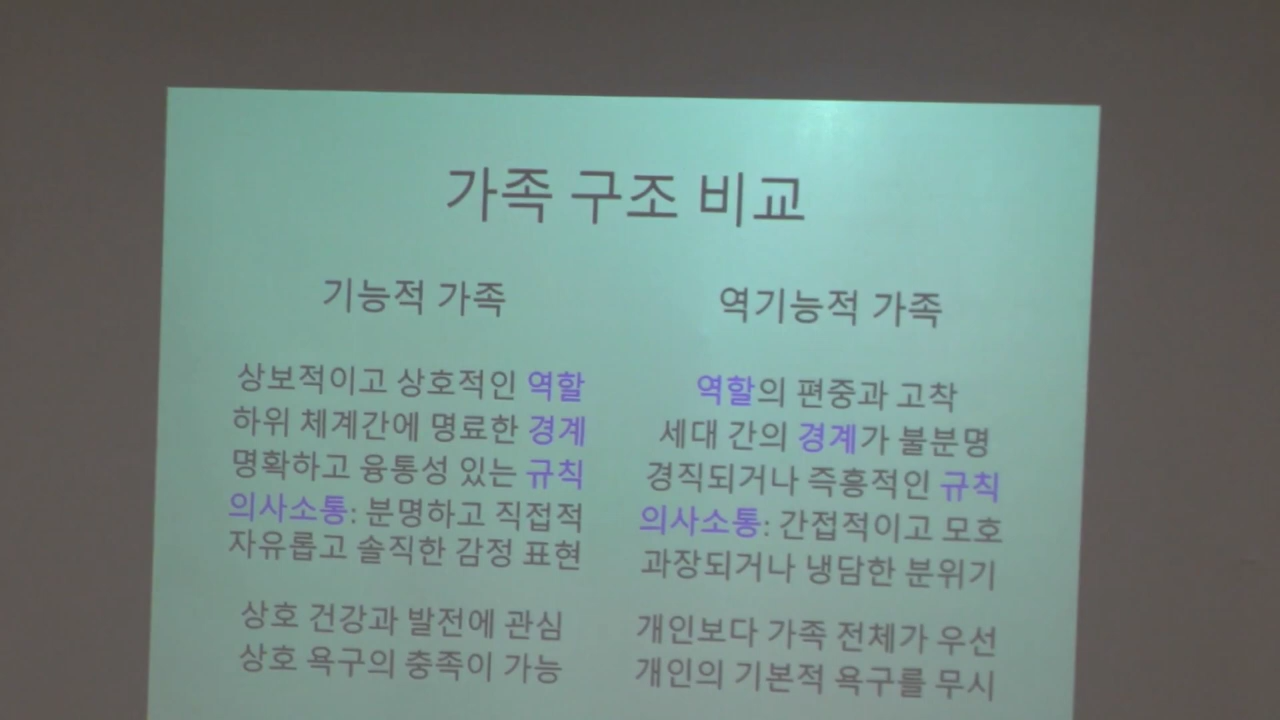 가족 구조 비교
기능적 가족
상보적이고 상호적인 역할
하위 체계간에 명료한 경계
명확하고 융통성 있는 규칙
의사소통: 분명하고 직접적
자유롭고 솔직한 감정 표현
상호 건강과 발전에 관심
상호 욕구의 충족이 가능
역기능적 가족
역할의 편중과 고착
세대 간의 경계가 불분명
경직되거나 즉흥적인 규칙
의사소통: 간접적이고 모호
과장되거나 냉담한 분위기
개인보다 가족 전체가 우선
개인의 기본적 욕구를 무시